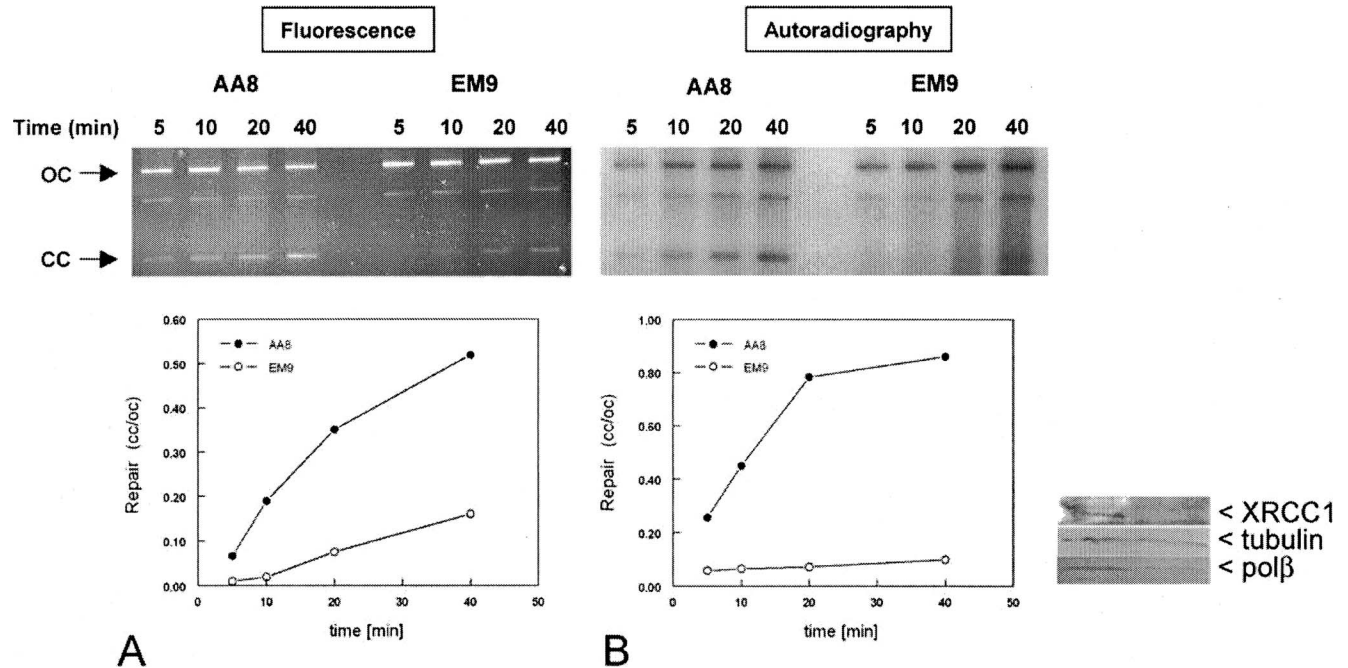 Fluorescence
Autoradiography
AA8 EM9
AA8 EM9
Time (min) 5 10 20 40 5 10 20 40
5 10 20 40 5 10 20 40
OC
CC
0.60
0.50
0.40
0.30
0.20
0.10
0.00
Repair (cc/oc)
AA8
EM9
0 10 20 30 40 50
time [min]
A
1.00
0.80
0.60
0.40
0.20
0.00
Repair (cc/oc)
AA8
EM9
0 10 20 30 40 50
time [min]
B
< XRCC1
< tubulin
< polβ